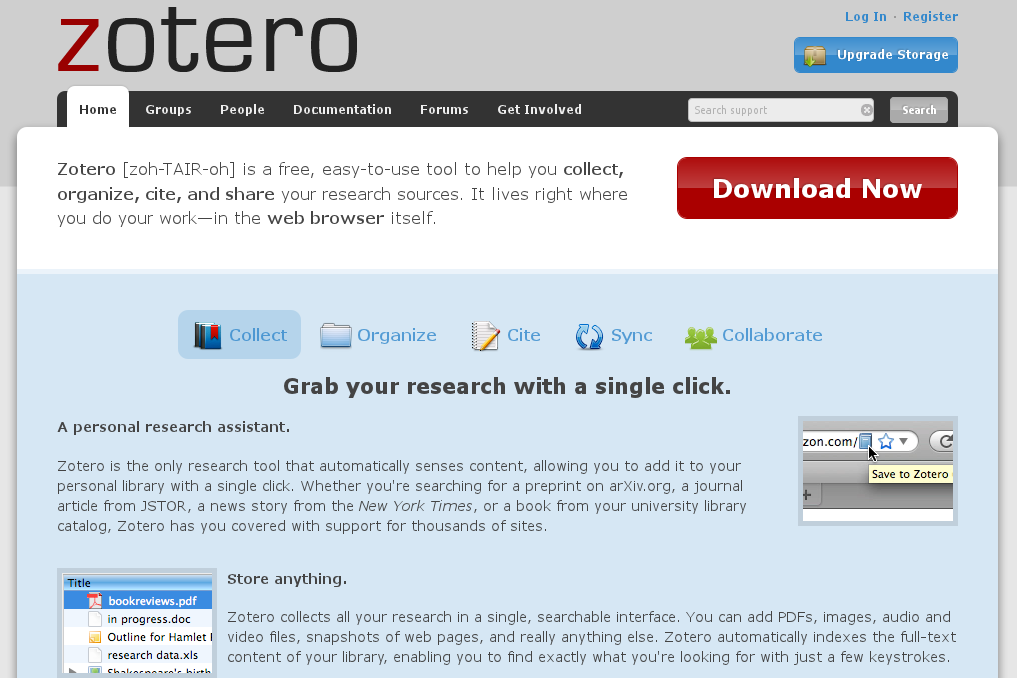 zotero
Log In · Register
Upgrade Storage
Home Groups People Documentation Forums Get Involved Search support Search
Zotero [zoh-TAIR-oh] is a free, easy-to-use tool to help you collect,
organize, cite, and share your research sources. It lives right where
you do your work—in the web browser itself.
Download Now
Collect Organize Cite Sync Collaborate
Grab your research with a single click.
A personal research assistant.
Zotero is the only research tool that automatically senses content, allowing you to add it to your
personal library with a single click. Whether you're searching for a preprint on arXiv.org, a journal
article from JSTOR, a news story from the New York Times, or a book from your university library
catalog, Zotero has you covered with support for thousands of sites.
zon.com/
Save to Zotero
Title
bookreviews.pdf
in progress.doc
Outline for Hamlet
research data.xls
Shakespeare's birth
Store anything.
Zotero collects all your research in a single, searchable interface. You can add PDFs, images, audio and
video files, snapshots of web pages, and really anything else. Zotero automatically indexes the full-text
content of your library, enabling you to find exactly what you're looking for with just a few keystrokes.